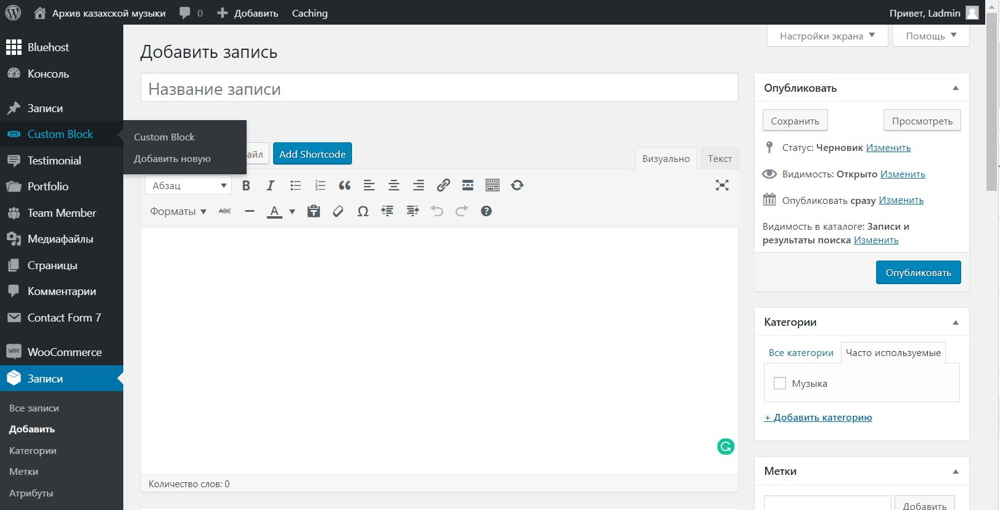 Архив казахской музыки 0 Добавить Caching Привет, Ladmin
Bluehost
Консоль
Записи
Custom Block
Testimonial
Portfolio
Team Member
Медиафайлы
Страницы
Комментарии
Contact Form 7
WooCommerce
Записи
Все записи
Добавить
Категории
Метки
Атрибуты
Custom Block
Добавить новую
Настройки экрана Помощь
Добавить запись
Название записи
айл Add Shortcode Визуально Текст
Абзац
Форматы ABC
Количество слов: 0
Опубликовать
Сохранить Просмотреть
Статус: Черновик Изменить
Видимость: Открыто Изменить
Опубликовать сразу Изменить
Видимость в каталоге: Записи и
результаты поиска Изменить
Опубликовать
Категории
Все категории Часто используемые
Музыка
+ Добавить категорию
Метки
Добавить